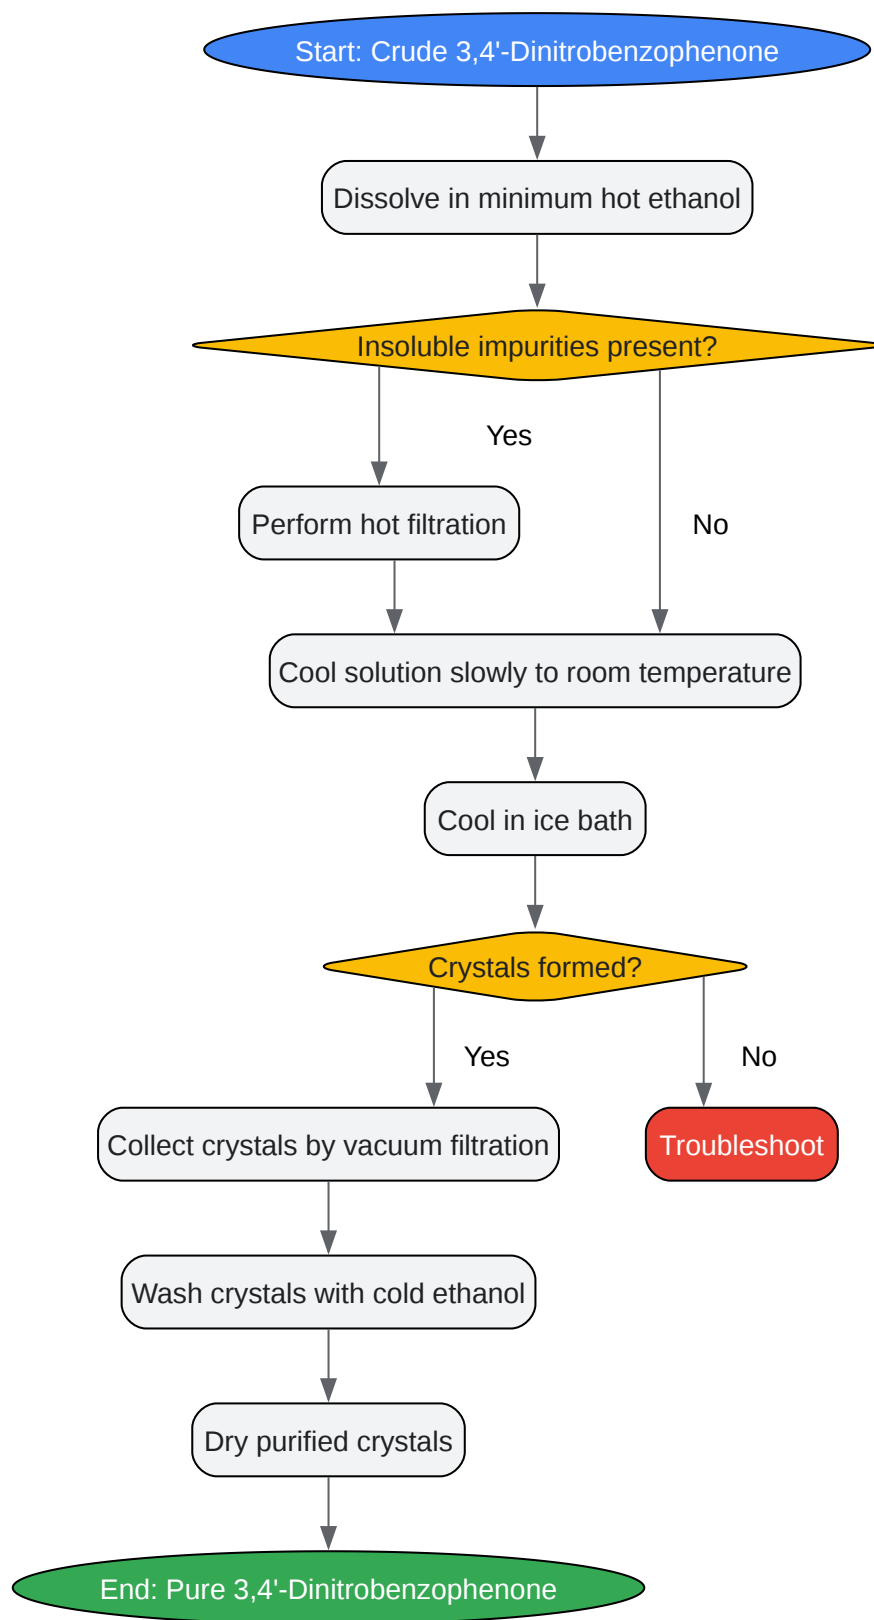 Start: Crude 3,4'-Dinitrobenzophenone
Dissolve in minimum hot ethanol
Insoluble impurities present?
Yes
Perform hot filtration
No
Cool solution slowly to room temperature
Cool in ice bath
Crystals formed?
Yes
No
Collect crystals by vacuum filtration
Troubleshoot
Wash crystals with cold ethanol
Dry purified crystals
End: Pure 3,4'-Dinitrobenzophenone